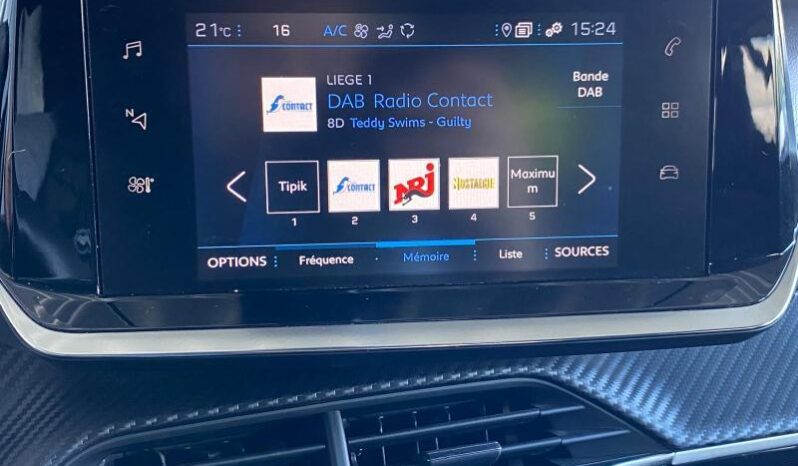 21°C 16 A/C 15:24
LIEGE 1
Bande
DAB
CONTACT
DAB Radio Contact
8D Teddy Swims - Guilty
N
Tipik
CONTACT
NRJ
NOSTALGIE
Maximu
m
1 2 3 4 5
OPTIONS Fréquence Mémoire Liste SOURCES